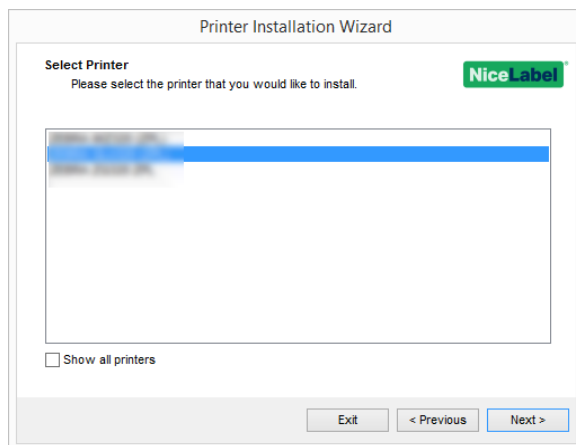 Printer Installation Wizard
Select Printer
Please select the printer that you would like to install.
NiceLabel®
Show all printers
Exit
< Previous
Next >